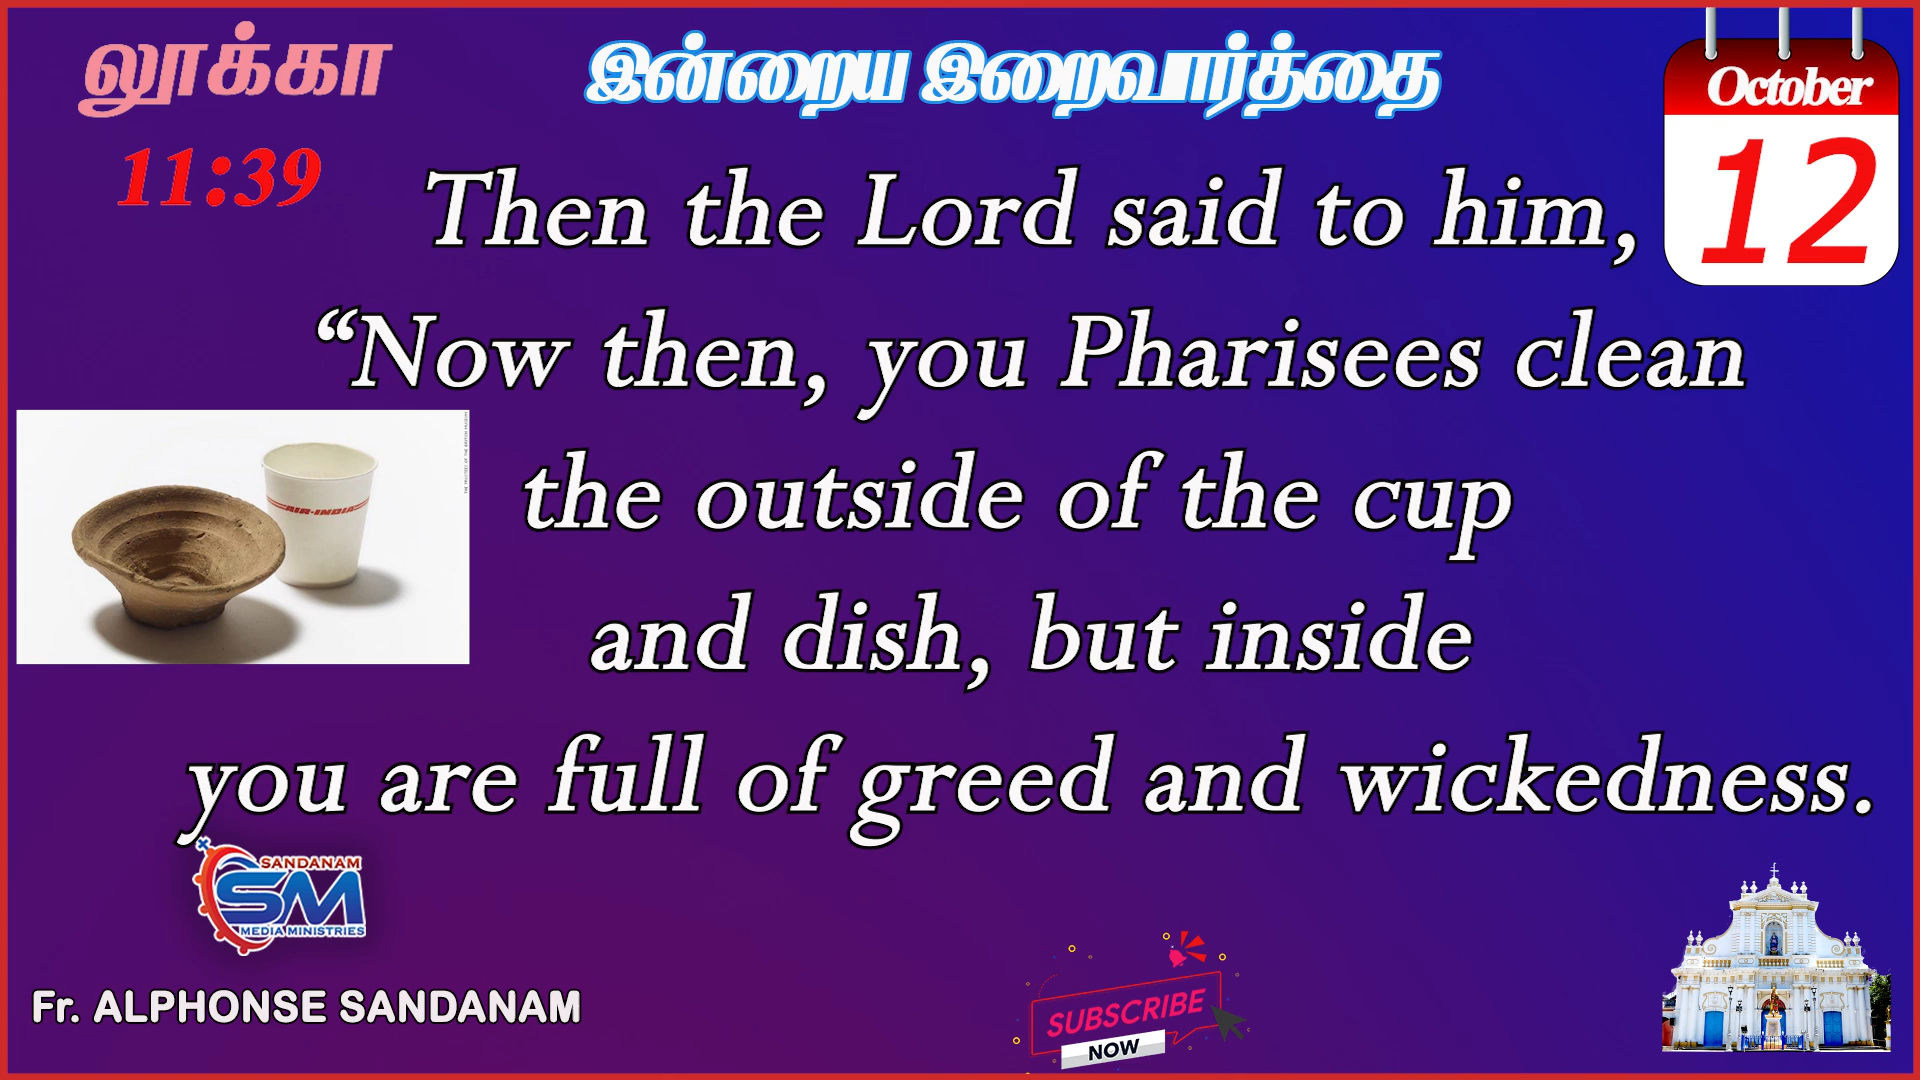 லூக்கா
இன்றைய இறைவார்த்தை
October
11:39
12
Then the Lord said to him,
“Now then, you Pharisees clean
the outside of the cup
and dish, but inside
you are full of greed and wickedness.
AIR-INDIA
SANDANAM
SM
MEDIA MINISTRIES
Fr. ALPHONSE SANDANAM
SUBSCRIBE
NOW